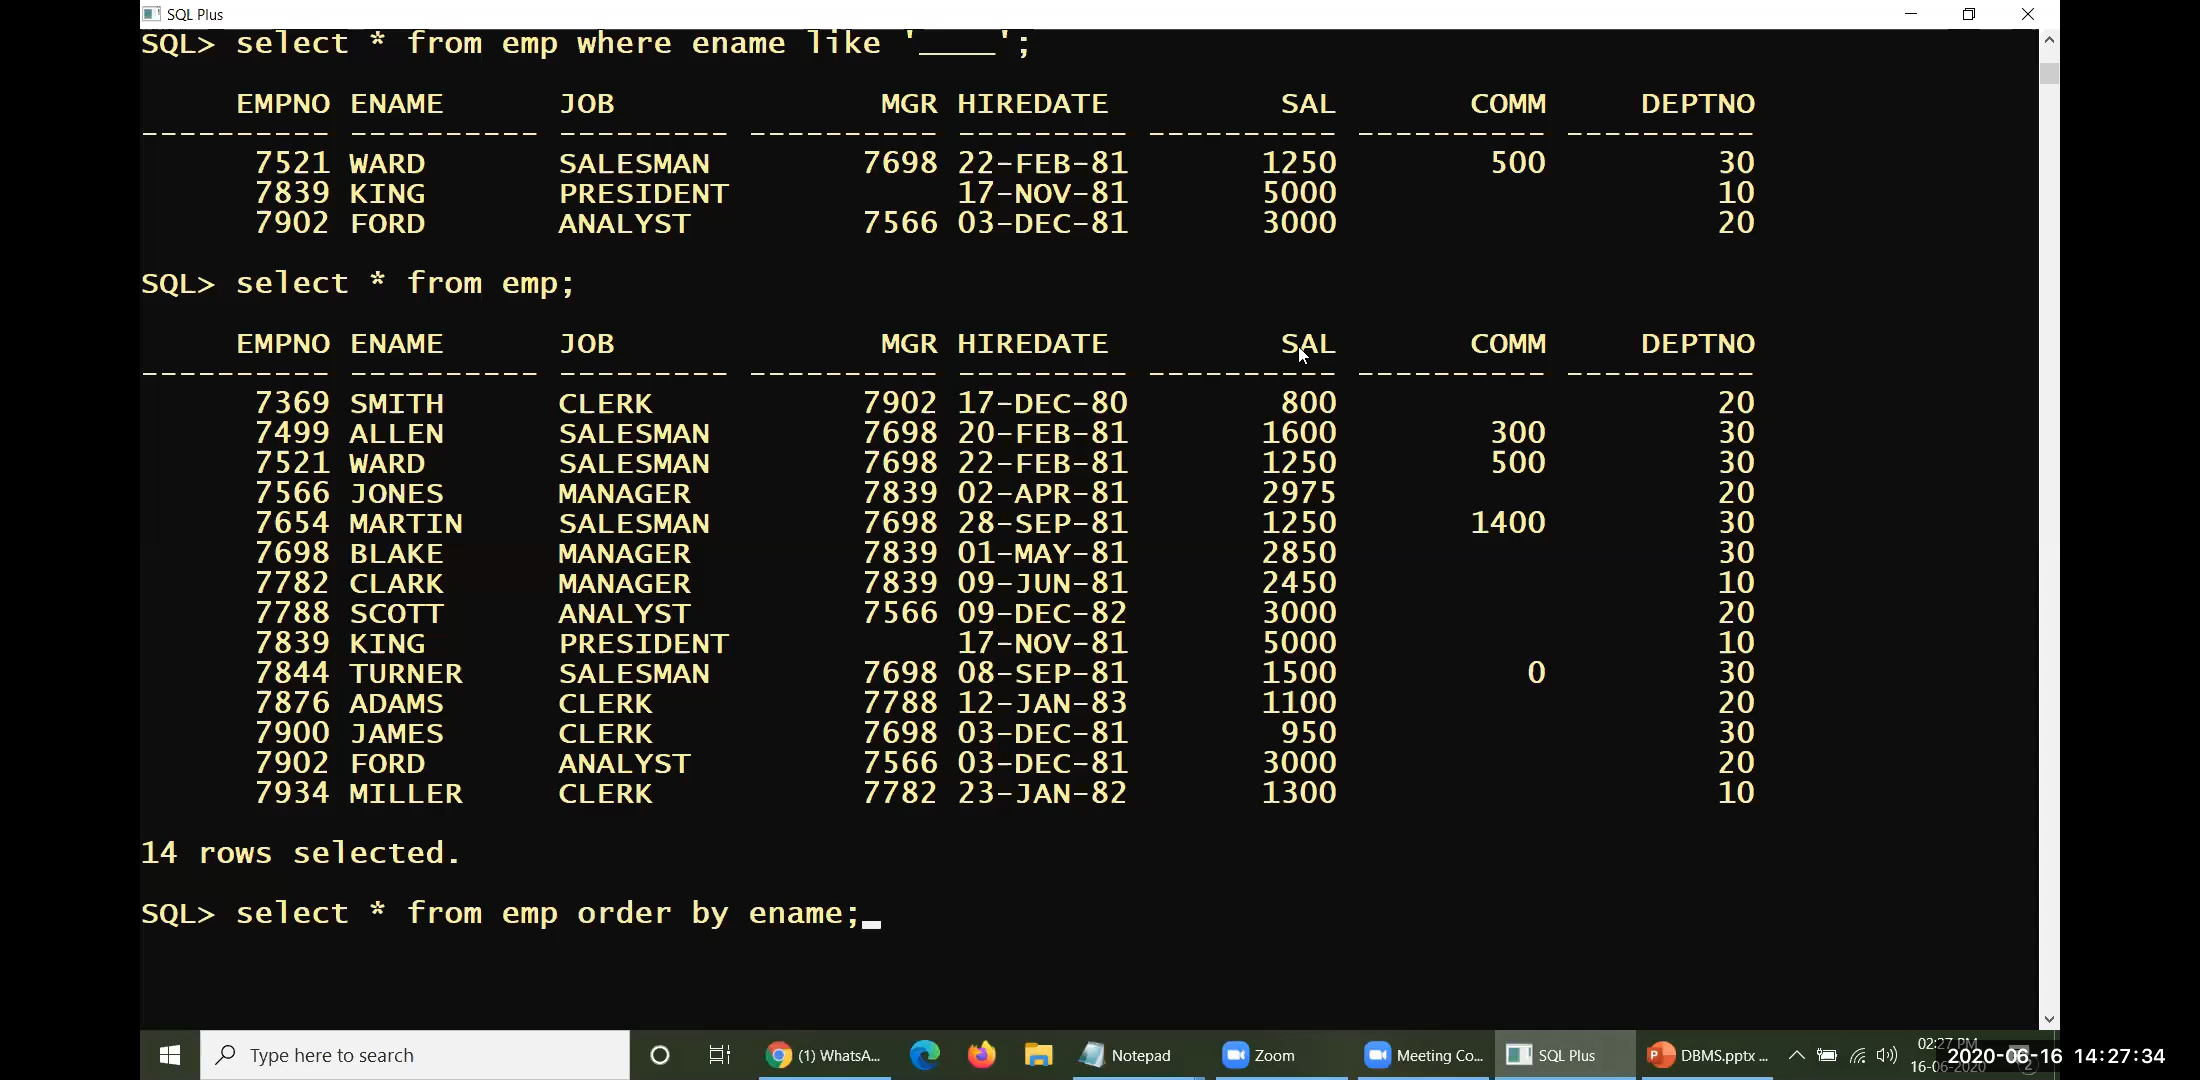 SQL Plus
SQL> select * from emp where ename like '____';
EMPNO ENAME JOB MGR HIREDATE SAL COMM DEPTNO
---------- ---------- --------- ---------- --------- ---------- ---------- ----------
7521 WARD SALESMAN 7698 22-FEB-81 1250 500 30
7839 KING PRESIDENT 17-NOV-81 5000 10
7902 FORD ANALYST 7566 03-DEC-81 3000 20
SQL> select * from emp;
EMPNO ENAME JOB MGR HIREDATE SAL COMM DEPTNO
---------- ---------- --------- ---------- --------- ---------- ---------- ----------
7369 SMITH CLERK 7902 17-DEC-80 800 20
7499 ALLEN SALESMAN 7698 20-FEB-81 1600 300 30
7521 WARD SALESMAN 7698 22-FEB-81 1250 500 30
7566 JONES MANAGER 7839 02-APR-81 2975 20
7654 MARTIN SALESMAN 7698 28-SEP-81 1250 1400 30
7698 BLAKE MANAGER 7839 01-MAY-81 2850 30
7782 CLARK MANAGER 7839 09-JUN-81 2450 10
7788 SCOTT ANALYST 7566 09-DEC-82 3000 20
7839 KING PRESIDENT 17-NOV-81 5000 10
7844 TURNER SALESMAN 7698 08-SEP-81 1500 0 30
7876 ADAMS CLERK 7788 12-JAN-83 1100 20
7900 JAMES CLERK 7698 03-DEC-81 950 30
7902 FORD ANALYST 7566 03-DEC-81 3000 20
7934 MILLER CLERK 7782 23-JAN-82 1300 10
14 rows selected.
SQL> select * from emp order by ename;
Type here to search (1) WhatsA... Notepad Zoom Meeting Co... SQL Plus DBMS.pptx ...
02:27 PM
16-06-2020
2020-06-16 14:27:34
2